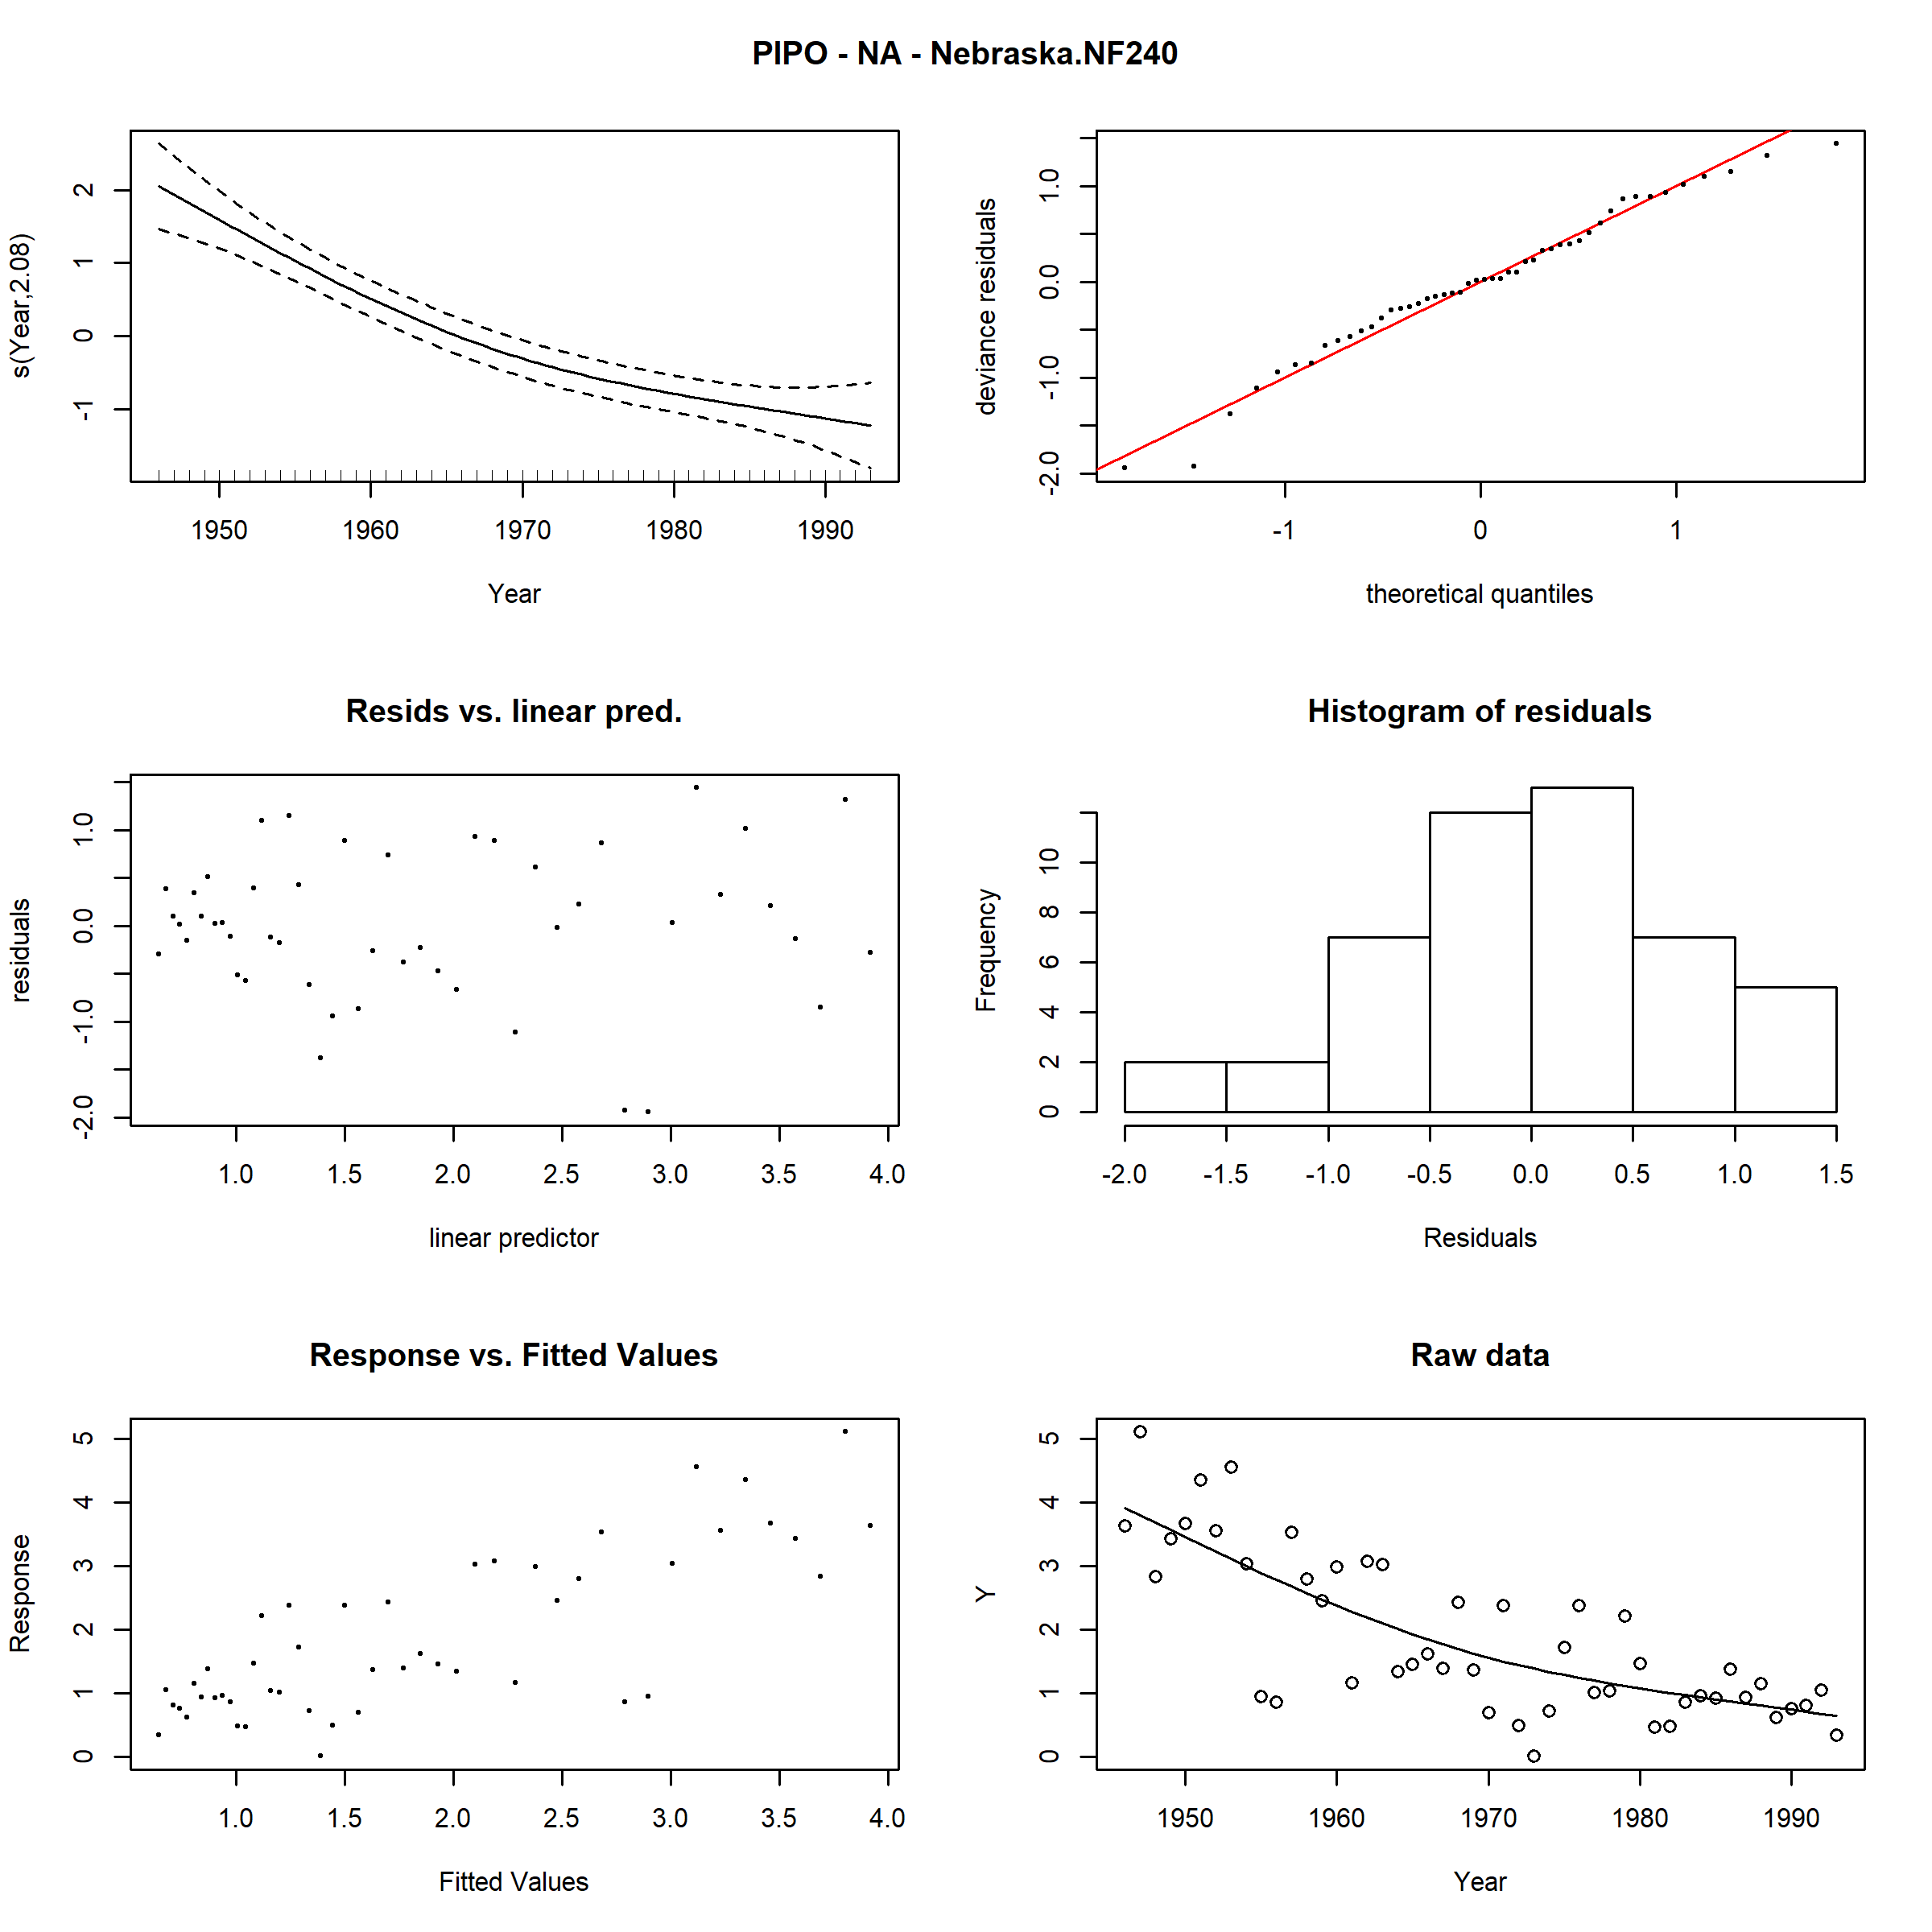 PIPO - NA - Nebraska.NF240
s(Year,2.08)
2
1
0
-1
1950 1960 1970 1980 1990
Year
deviance residuals
1.0
0.0
-1.0
-2.0
-1 0 1
theoretical quantiles
Resids vs. linear pred.
residuals
1.0
0.0
-1.0
-2.0
1.0 1.5 2.0 2.5 3.0 3.5 4.0
linear predictor
Histogram of residuals
Frequency
10
8
6
4
2
0
-2.0 -1.5 -1.0 -0.5 0.0 0.5 1.0 1.5
Residuals
Response vs. Fitted Values
Response
5
4
3
2
1
0
1.0 1.5 2.0 2.5 3.0 3.5 4.0
Fitted Values
Raw data
Y
5
4
3
2
1
0
1950 1960 1970 1980 1990
Year